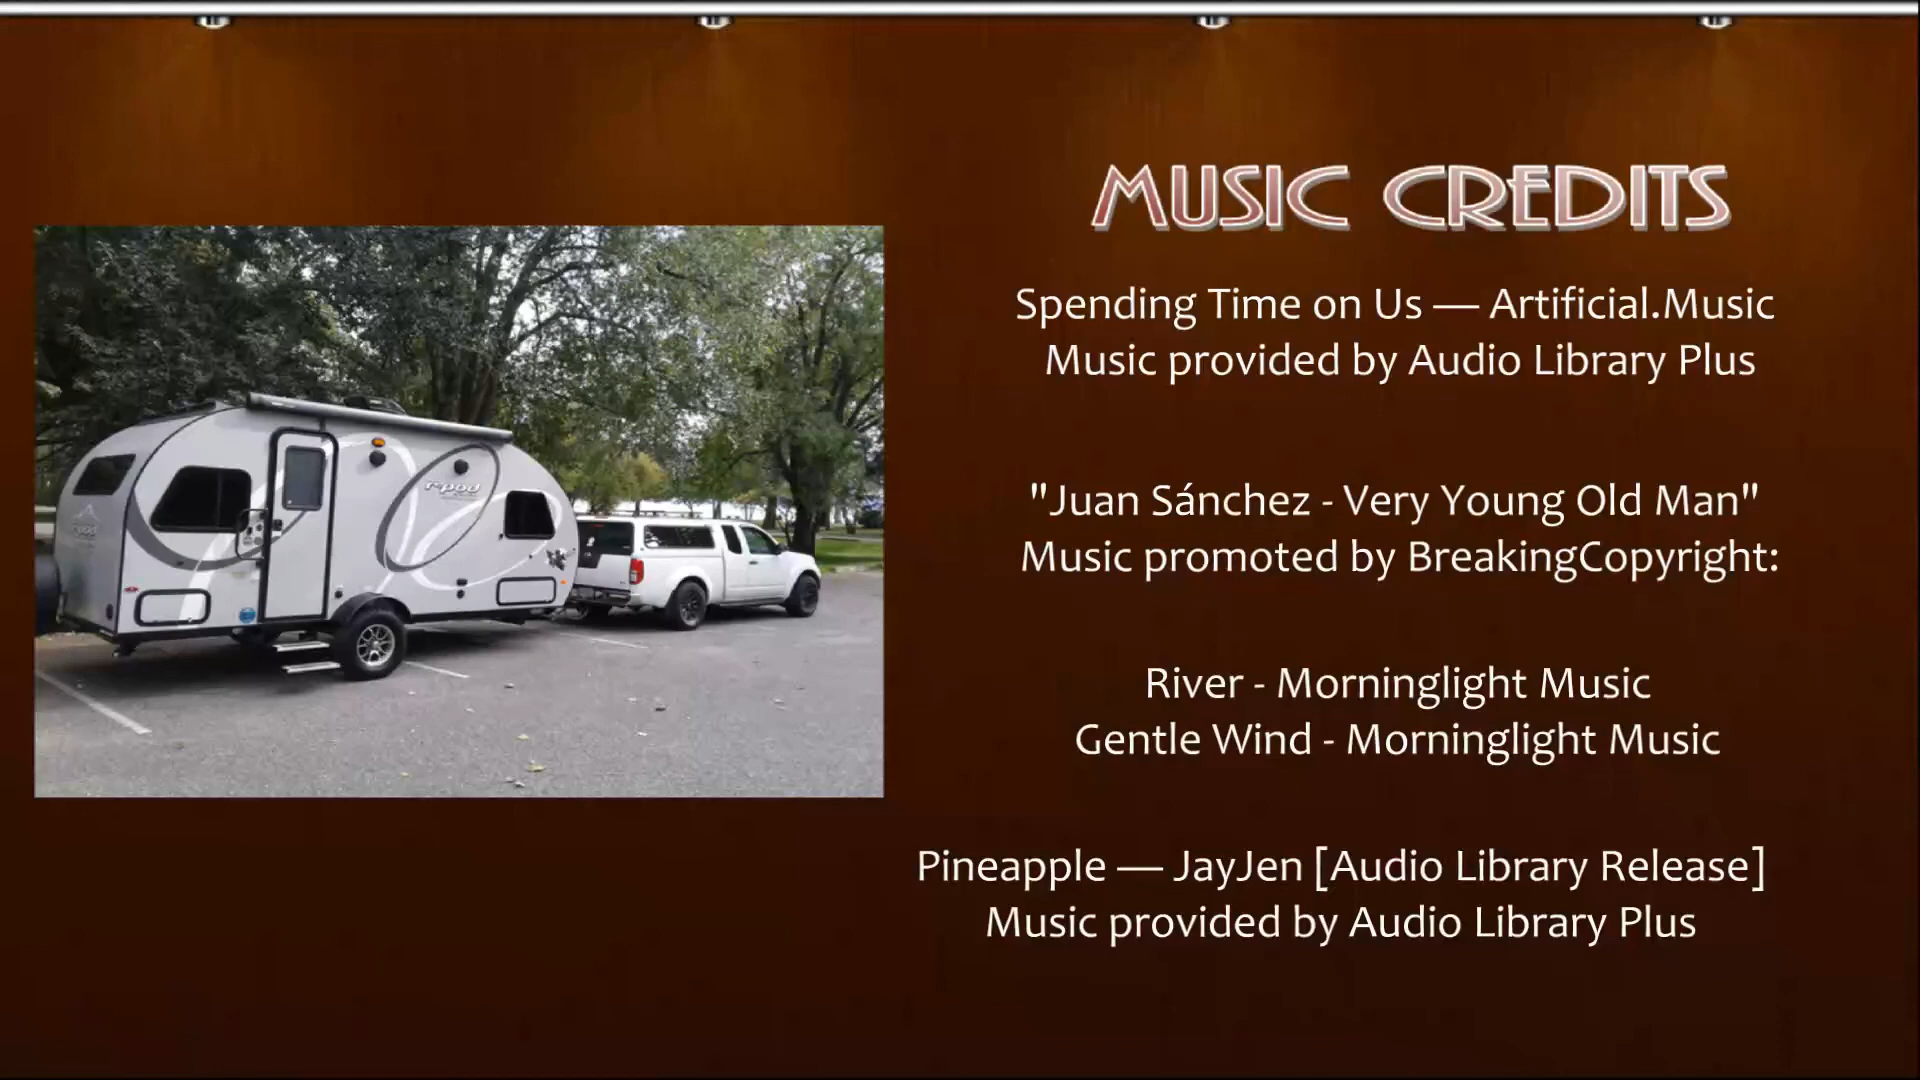 MUSIC CREDITS
Spending Time on Us — Artificial.Music
Music provided by Audio Library Plus
"Juan Sánchez - Very Young Old Man"
Music promoted by BreakingCopyright:
River - Morninglight Music
Gentle Wind - Morninglight Music
Pineapple — JayJen [Audio Library Release]
Music provided by Audio Library Plus
r-pod